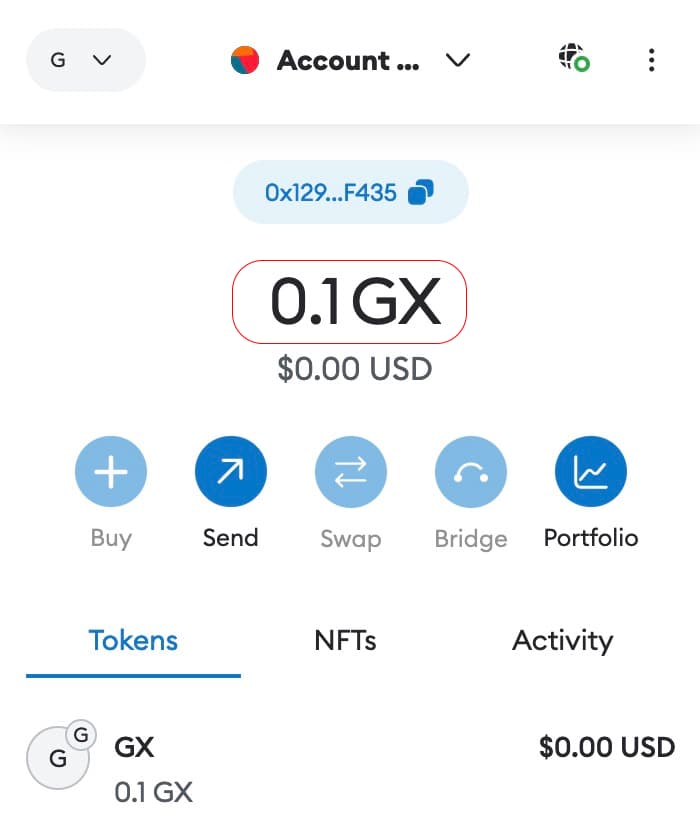 G
Account ...
0x129...F435
0.1 GX
$0.00 USD
Buy Send Swap Bridge Portfolio
Tokens NFTs Activity
G G GX $0.00 USD
0.1 GX